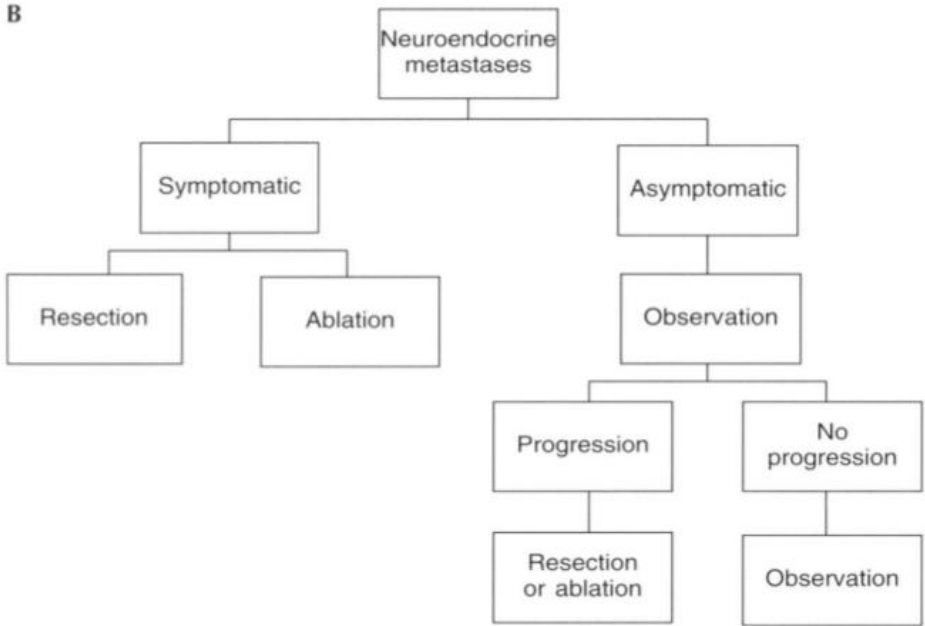 B
Neuroendocrine
metastases
Symptomatic
Asymptomatic
Resection
Ablation
Observation
Progression
No
progression
Resection
or ablation
Observation